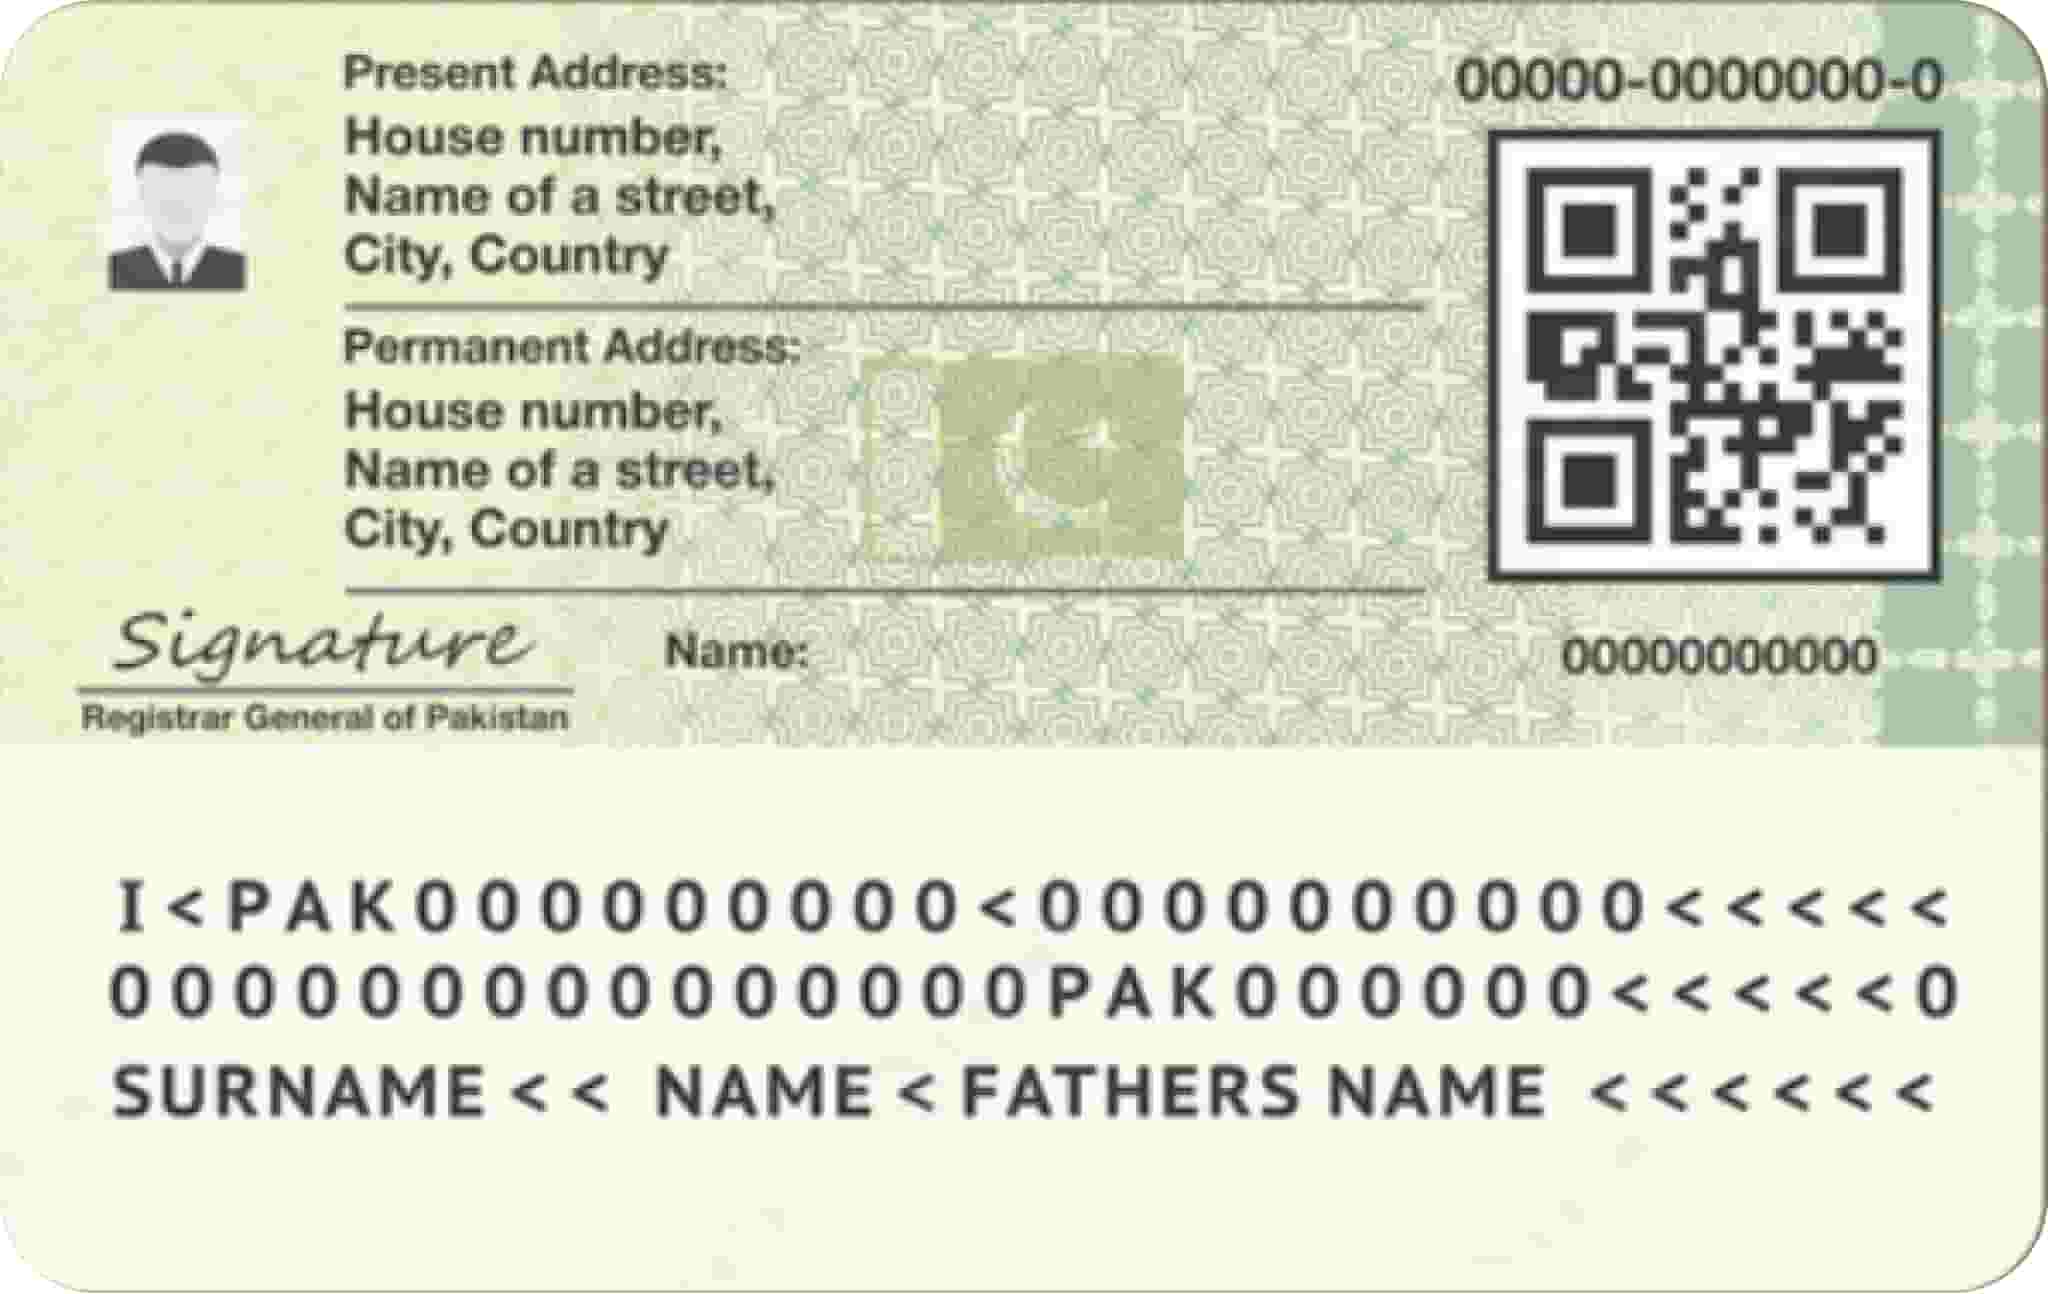 Present Address:
House number,
Name of a street,
City, Country
Permanent Address:
House number,
Name of a street,
City, Country
Signature
Registrar General of Pakistan
Name:
00000-0000000-0
00000000000
I<PAK000000000<0000000000<<<<<
000000000000000PAK000000<<<<<0
SURNAME<< NAME<FATHERS NAME <<<<<<